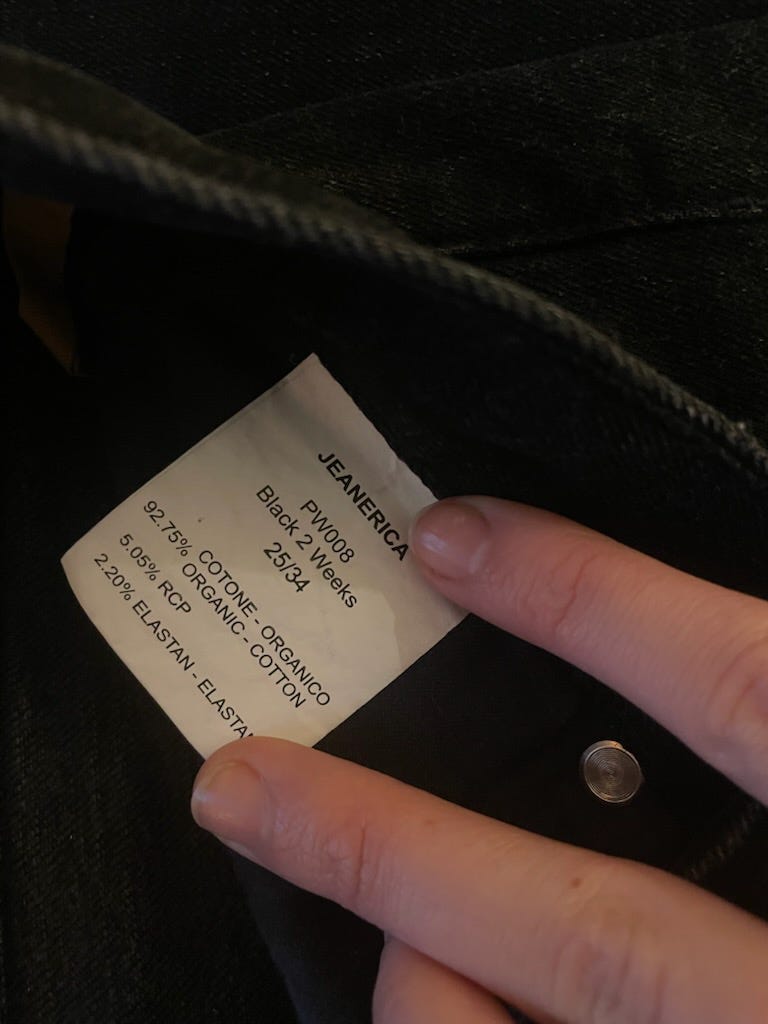 JEANERICA
PW008
Black 2 Weeks
25/34
92.75% COTONE - ORGANICO
ORGANIC - COTTON
5.05% RCP
2.20% ELASTAN -